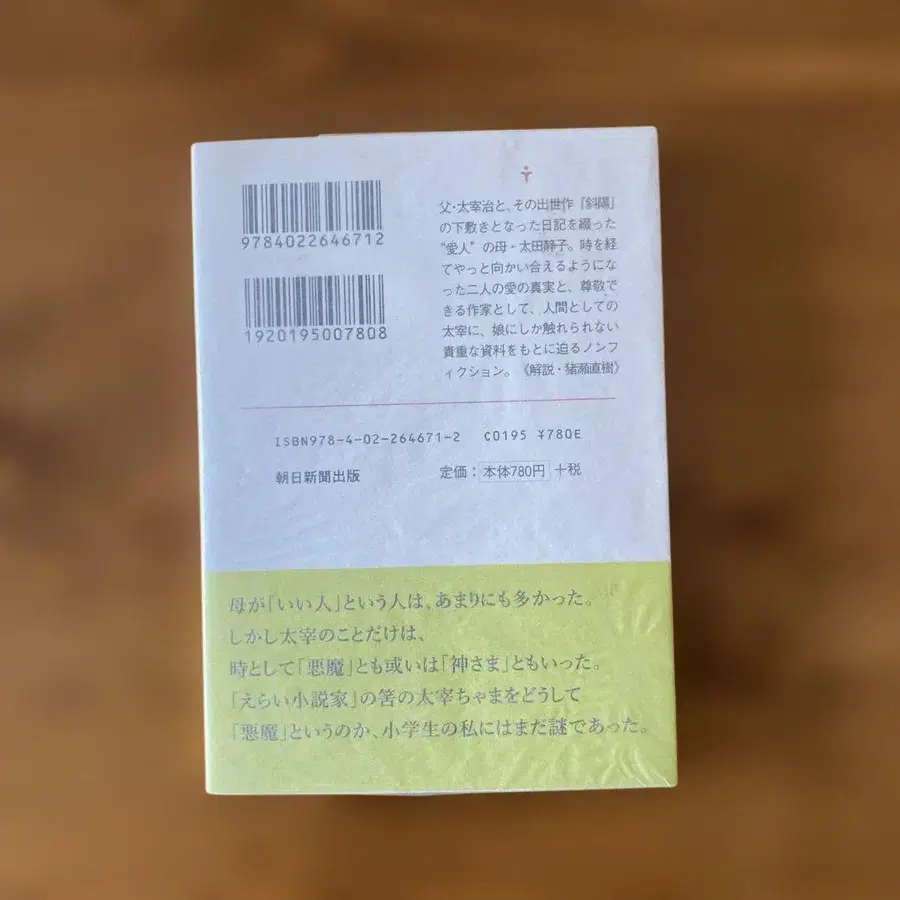 9784022646712
1920195007808
父・太宰治と、その出世作『斜陽』
の下敷きとなった日記を綴った
"愛人"の母・太田静子。時を経
てやっと向かい合えるようにな
った二人の愛の真実と、尊敬で
きる作家として、人間としての
太宰に、娘にしか触れられない
貴重な資料をもとに迫るノンフ
ィクション。《解説・猪瀬直樹》
ISBN978-4-02-264671-2 C0195 ¥780E
朝日新聞出版 定価：本体780円＋税
母が「いい人」という人は、あまりにも多かった。
しかし太宰のことだけは、
時として「悪魔」とも或いは「神さま」ともいった。
「えらい小説家」の筈の太宰ちゃまをどうして
「悪魔」というのか、小学生の私にはまだ謎であった。